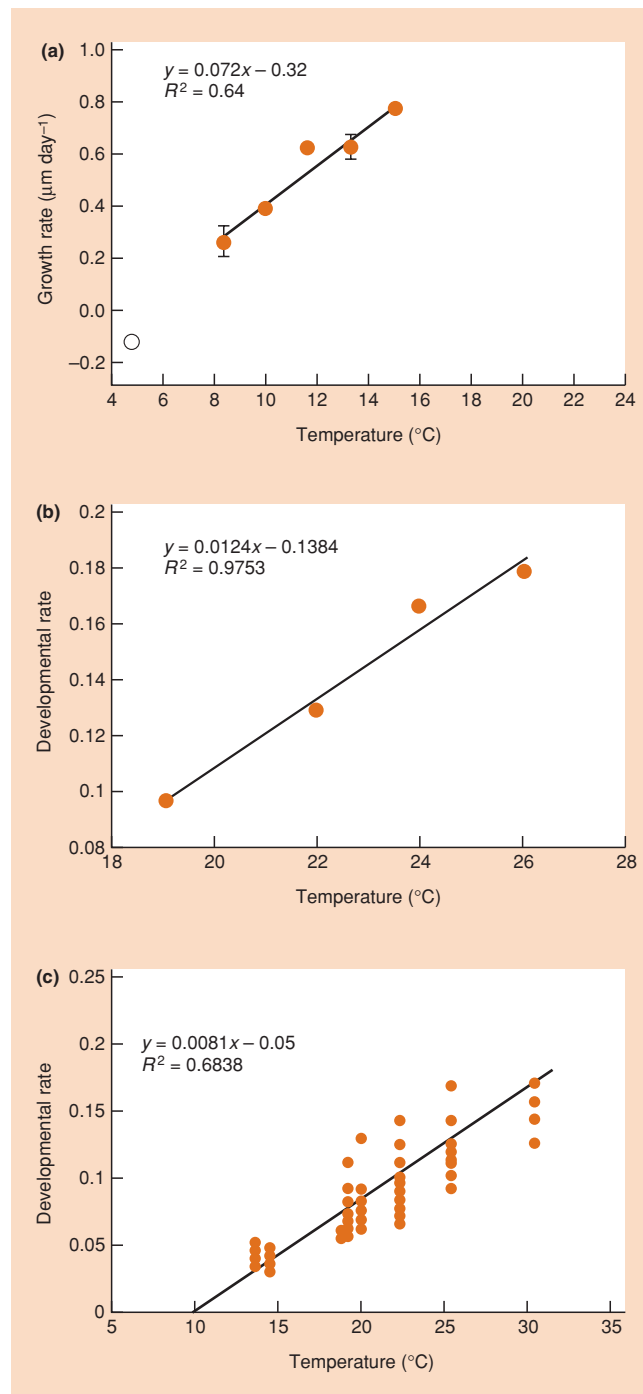 (a)
y = 0.072x – 0.32
R² = 0.64
1.0
0.8
0.6
0.4
0.2
0.0
–0.2
Growth rate (μm day⁻¹)
4 6 8 10 12 14 16 18 20 22 24
Temperature (°C)
(b)
y = 0.0124x – 0.1384
R² = 0.9753
0.2
0.18
0.16
0.14
0.12
0.1
0.08
Developmental rate
18 20 22 24 26 28
Temperature (°C)
(c)
y = 0.0081x – 0.05
R² = 0.6838
0.25
0.2
0.15
0.1
0.05
0
Developmental rate
5 10 15 20 25 30 35
Temperature (°C)